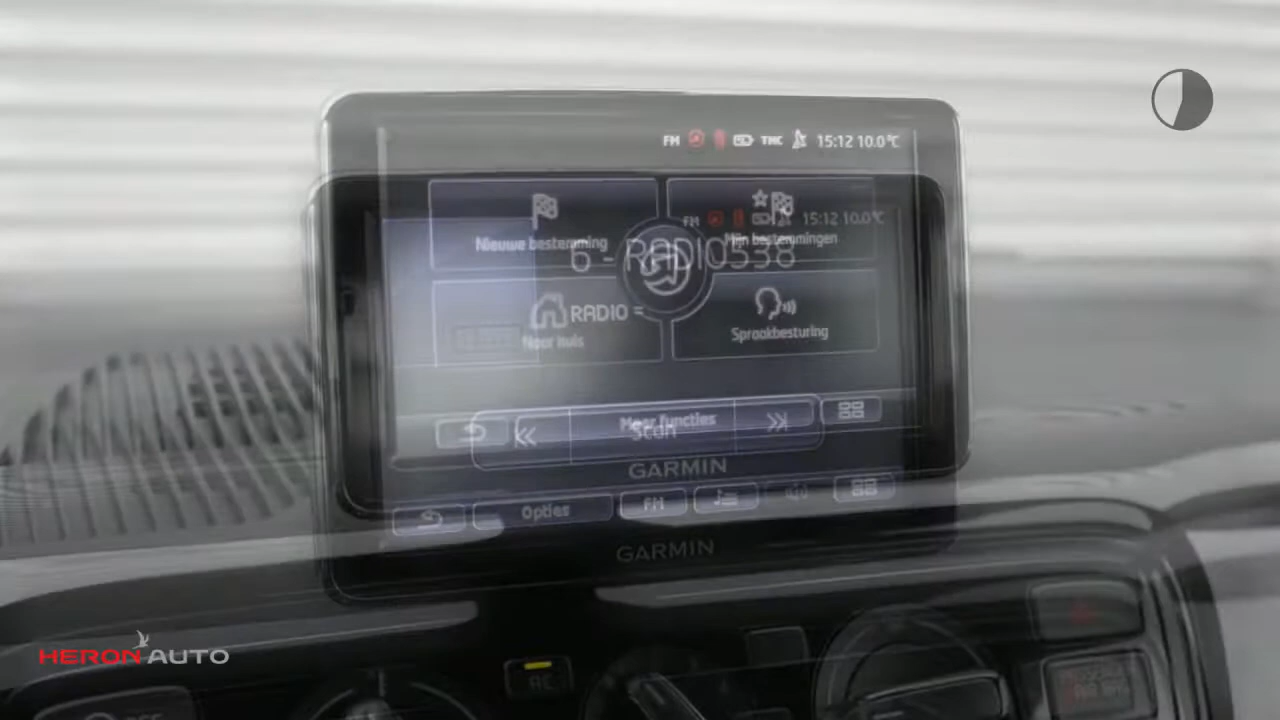 FM TMC 15:12 10.0°C
Nieuwe bestemming
Mijn bestemmingen
FM 15:12 10.0°C
6 - RADIO538
RADIO =
Naar huis
Spraakbesturing
Meer functies
Scan
GARMIN
Opties FM
GARMIN
HERON AUTO